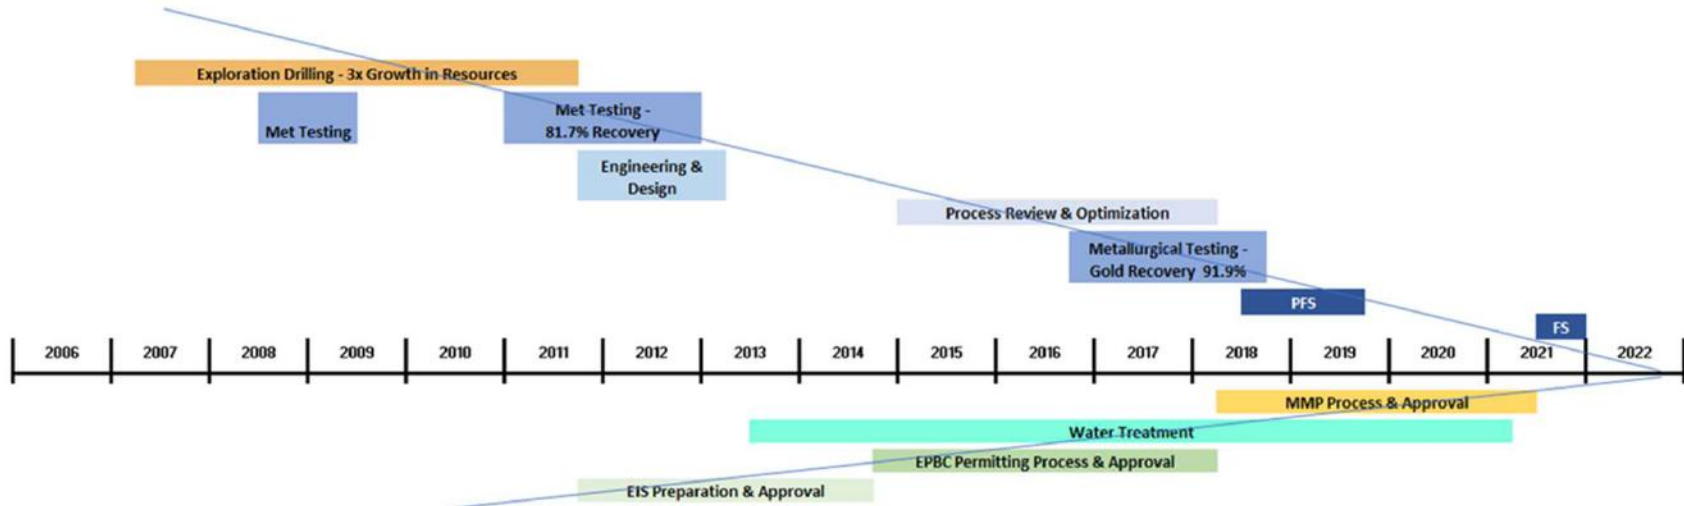 Exploration Drilling - 3x Growth in Resources
Met Testing
Met Testing -
81.7% Recovery
Engineering &
Design
Process Review & Optimization
Metallurgical Testing -
Gold Recovery 91.9%
PFS
FS
2006 2007 2008 2009 2010 2011 2012 2013 2014 2015 2016 2017 2018 2019 2020 2021 2022
MMP Process & Approval
Water Treatment
EPBC Permitting Process & Approval
EIS Preparation & Approval